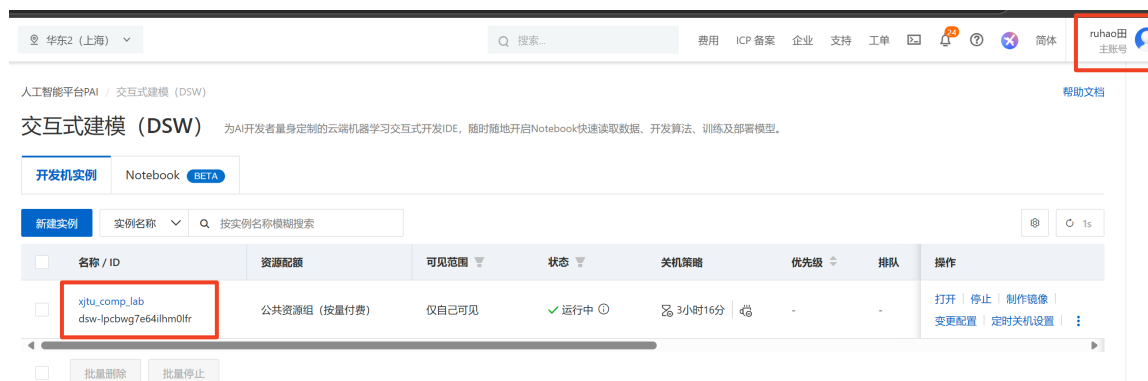 华东2（上海） 搜索... 费用 ICP 备案 企业 支持 工单 24 简体 ruhao田
主账号
人工智能平台PAI / 交互式建模（DSW） 帮助文档
交互式建模（DSW） 为AI开发者量身定制的云端机器学习交互式开发IDE，随时随地开启Notebook快速读取数据、开发算法、训练及部署模型。
开发机实例 Notebook BETA
新建实例 实例名称 按实例名称模糊搜索 1s
名称 / ID 资源配额 可见范围 状态 关机策略 优先级 排队 操作
xjtu_comp_lab
dsw-lpcbwg7e64ilhm0lfr 公共资源组（按量付费） 仅自己可见 运行中 3小时16分 - - 打开 停止 制作镜像
变更配置 定时关机设置
批量删除 批量停止